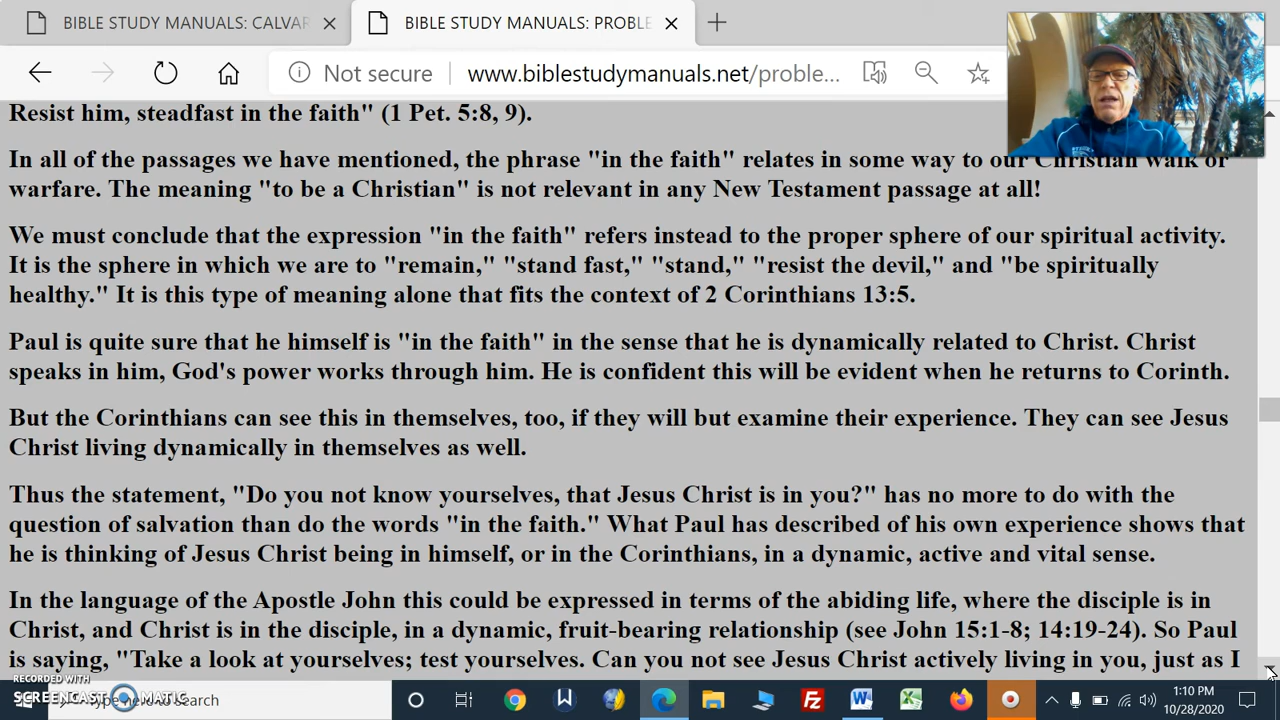 BIBLE STUDY MANUALS: CALVAR
BIBLE STUDY MANUALS: PROBLE
Not secure
www.biblestudymanuals.net/proble...
Resist him, steadfast in the faith" (1 Pet. 5:8, 9).
In all of the passages we have mentioned, the phrase "in the faith" relates in some way to our Christian walk or
warfare. The meaning "to be a Christian" is not relevant in any New Testament passage at all!
We must conclude that the expression "in the faith" refers instead to the proper sphere of our spiritual activity.
It is the sphere in which we are to "remain," "stand fast," "stand," "resist the devil," and "be spiritually
healthy." It is this type of meaning alone that fits the context of 2 Corinthians 13:5.
Paul is quite sure that he himself is "in the faith" in the sense that he is dynamically related to Christ. Christ
speaks in him, God's power works through him. He is confident this will be evident when he returns to Corinth.
But the Corinthians can see this in themselves, too, if they will but examine their experience. They can see Jesus
Christ living dynamically in themselves as well.
Thus the statement, "Do you not know yourselves, that Jesus Christ is in you?" has no more to do with the
question of salvation than do the words "in the faith." What Paul has described of his own experience shows that
he is thinking of Jesus Christ being in himself, or in the Corinthians, in a dynamic, active and vital sense.
In the language of the Apostle John this could be expressed in terms of the abiding life, where the disciple is in
Christ, and Christ is in the disciple, in a dynamic, fruit-bearing relationship (see John 15:1-8; 14:19-24). So Paul
is saying, "Take a look at yourselves; test yourselves. Can you not see Jesus Christ actively living in you, just as I
RECORDED WITH
SCREENCAST MATIC
Type here to search
1:10 PM
10/28/2020